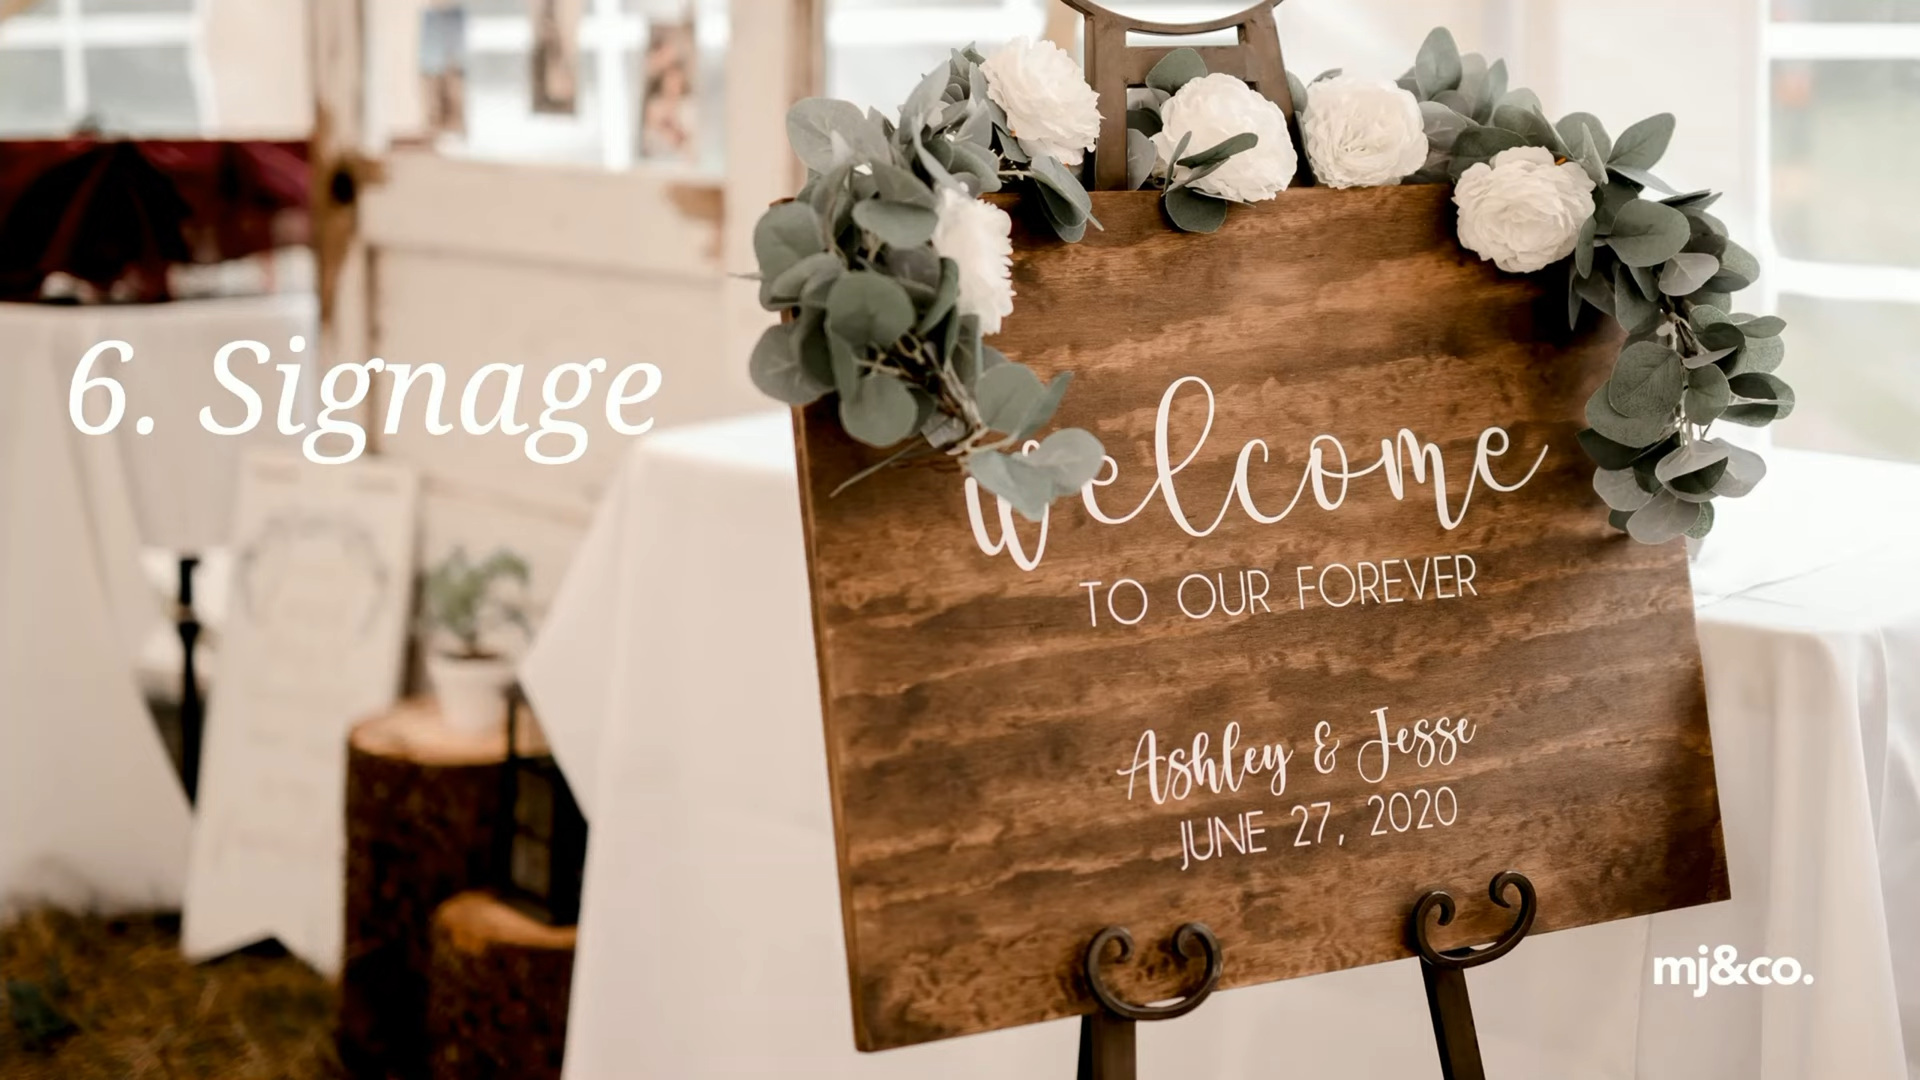 6. Signage
welcome
TO OUR FOREVER
Ashley & Jesse
JUNE 27, 2020
mj&co.